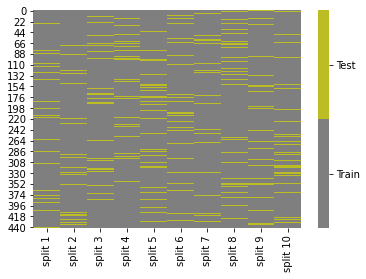 0
22
44
66
88
110
132
154
176
198
220
242
264
286
308
330
352
374
396
418
440
split 1
split 2
split 3
split 4
split 5
split 6
split 7
split 8
split 9
split 10
Test
Train